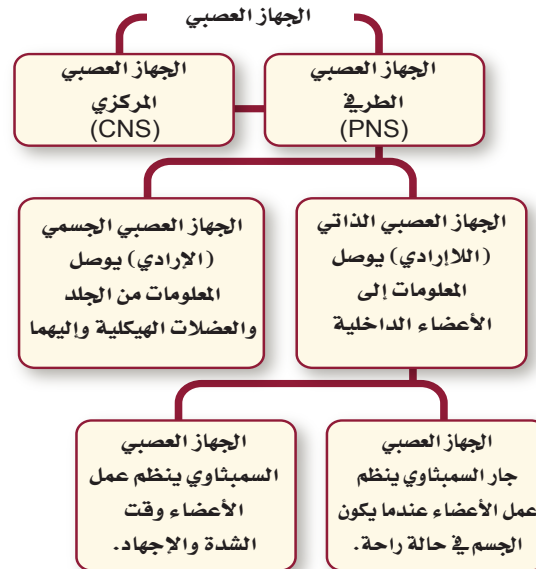 الجهاز العصبي
الجهاز العصبي
الطرفي
(PNS)
الجهاز العصبي
المركزي
(CNS)
الجهاز العصبي الذاتي
(اللاإرادي) يوصل
المعلومات إلى
الأعضاء الداخلية
الجهاز العصبي الجسمي
(الإرادي) يوصل
المعلومات من الجلد
والعضلات الهيكلية وإليهما
الجهاز العصبي
جار السمبثاوي ينظم
عمل الأعضاء عندما يكون
الجسم في حالة راحة.
الجهاز العصبي
السمبثاوي ينظم عمل
الأعضاء وقت
الشدة والإجهاد.